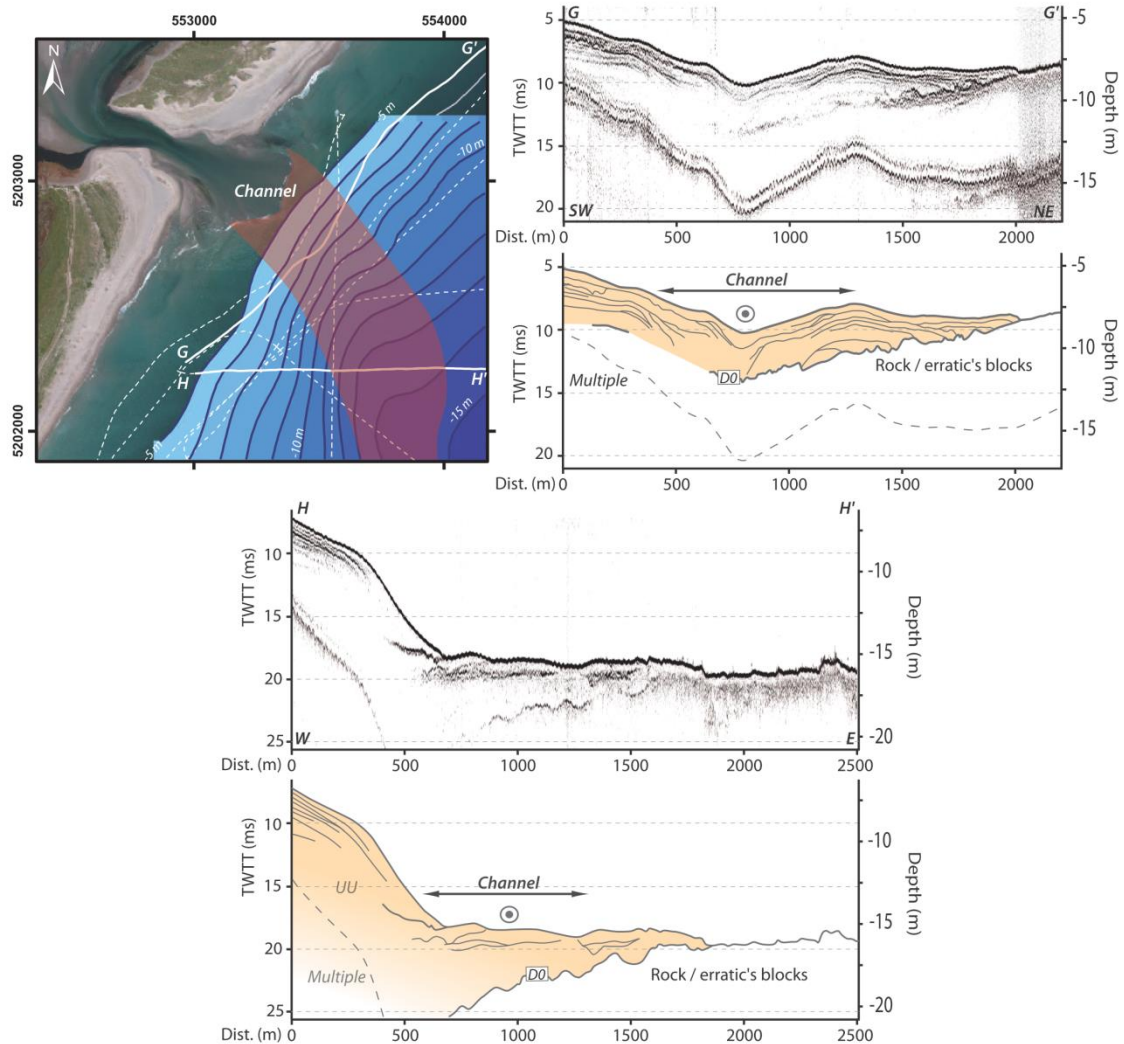 553000
554000
N
G'
-5 m
-10 m
5203000
Channel
G
H
H'
-15 m
-10 m
-5 m
5202000
G
G'
5
10
15
20
TWTT (ms)
-5
-10
-15
Depth (m)
SW
NE
Dist. (m) 0 500 1000 1500 2000
5
10
15
20
TWTT (ms)
Channel
D0
Rock / erratic's blocks
Multiple
-5
-10
-15
Depth (m)
Dist. (m) 0 500 1000 1500 2000
H
H'
10
15
20
25
TWTT (ms)
-10
-15
-20
Depth (m)
W
E
Dist. (m) 0 500 1000 1500 2000 2500
10
15
20
25
TWTT (ms)
UU
Channel
D0
Rock / erratic's blocks
Multiple
-10
-15
-20
Depth (m)
Dist. (m) 0 500 1000 1500 2000 2500